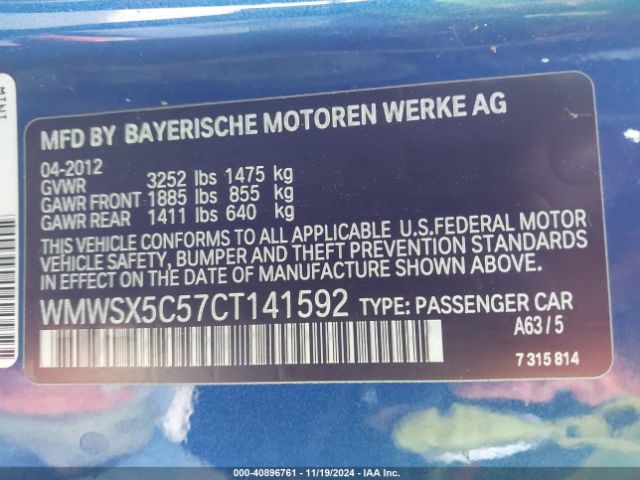 MINI
MFD BY BAYERISCHE MOTOREN WERKE AG
04-2012
GVWR 3252 lbs 1475 kg
GAWR FRONT 1885 lbs 855 kg
GAWR REAR 1411 lbs 640 kg
THIS VEHICLE CONFORMS TO ALL APPLICABLE U.S.FEDERAL MOTOR
VEHICLE SAFETY, BUMPER AND THEFT PREVENTION STANDARDS
IN EFFECT ON THE DATE OF MANUFACTURE SHOWN ABOVE.
WMWSX5C57CT141592 TYPE: PASSENGER CAR
A63/5
7 315 814
000-40896761 - 11/19/2024 - IAA Inc.